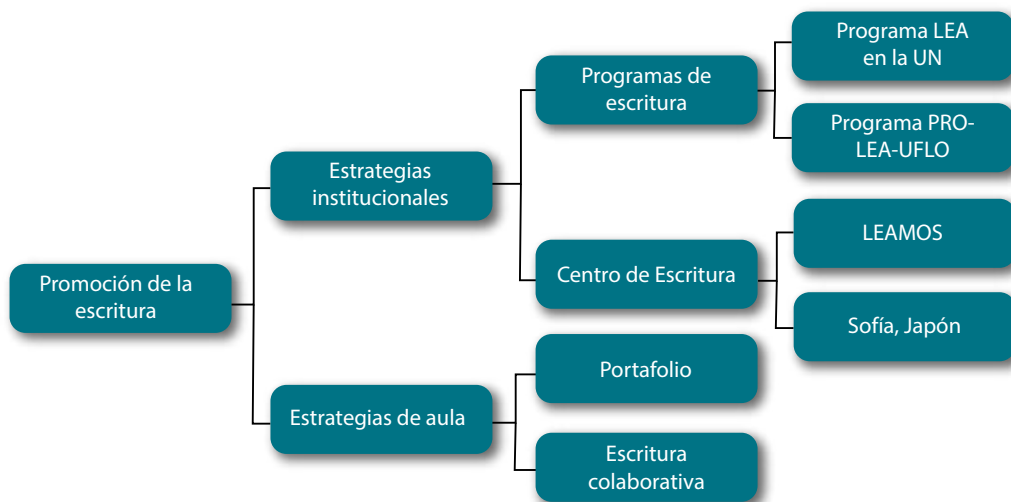 Promoción de la
escritura
Estrategias
institucionales
Programas de
escritura
Programa LEA
en la UN
Programa PRO-
LEA-UFLO
Centro de Escritura
LEAMOS
Sofía, Japón
Estrategias de aula
Portafolio
Escritura
colaborativa